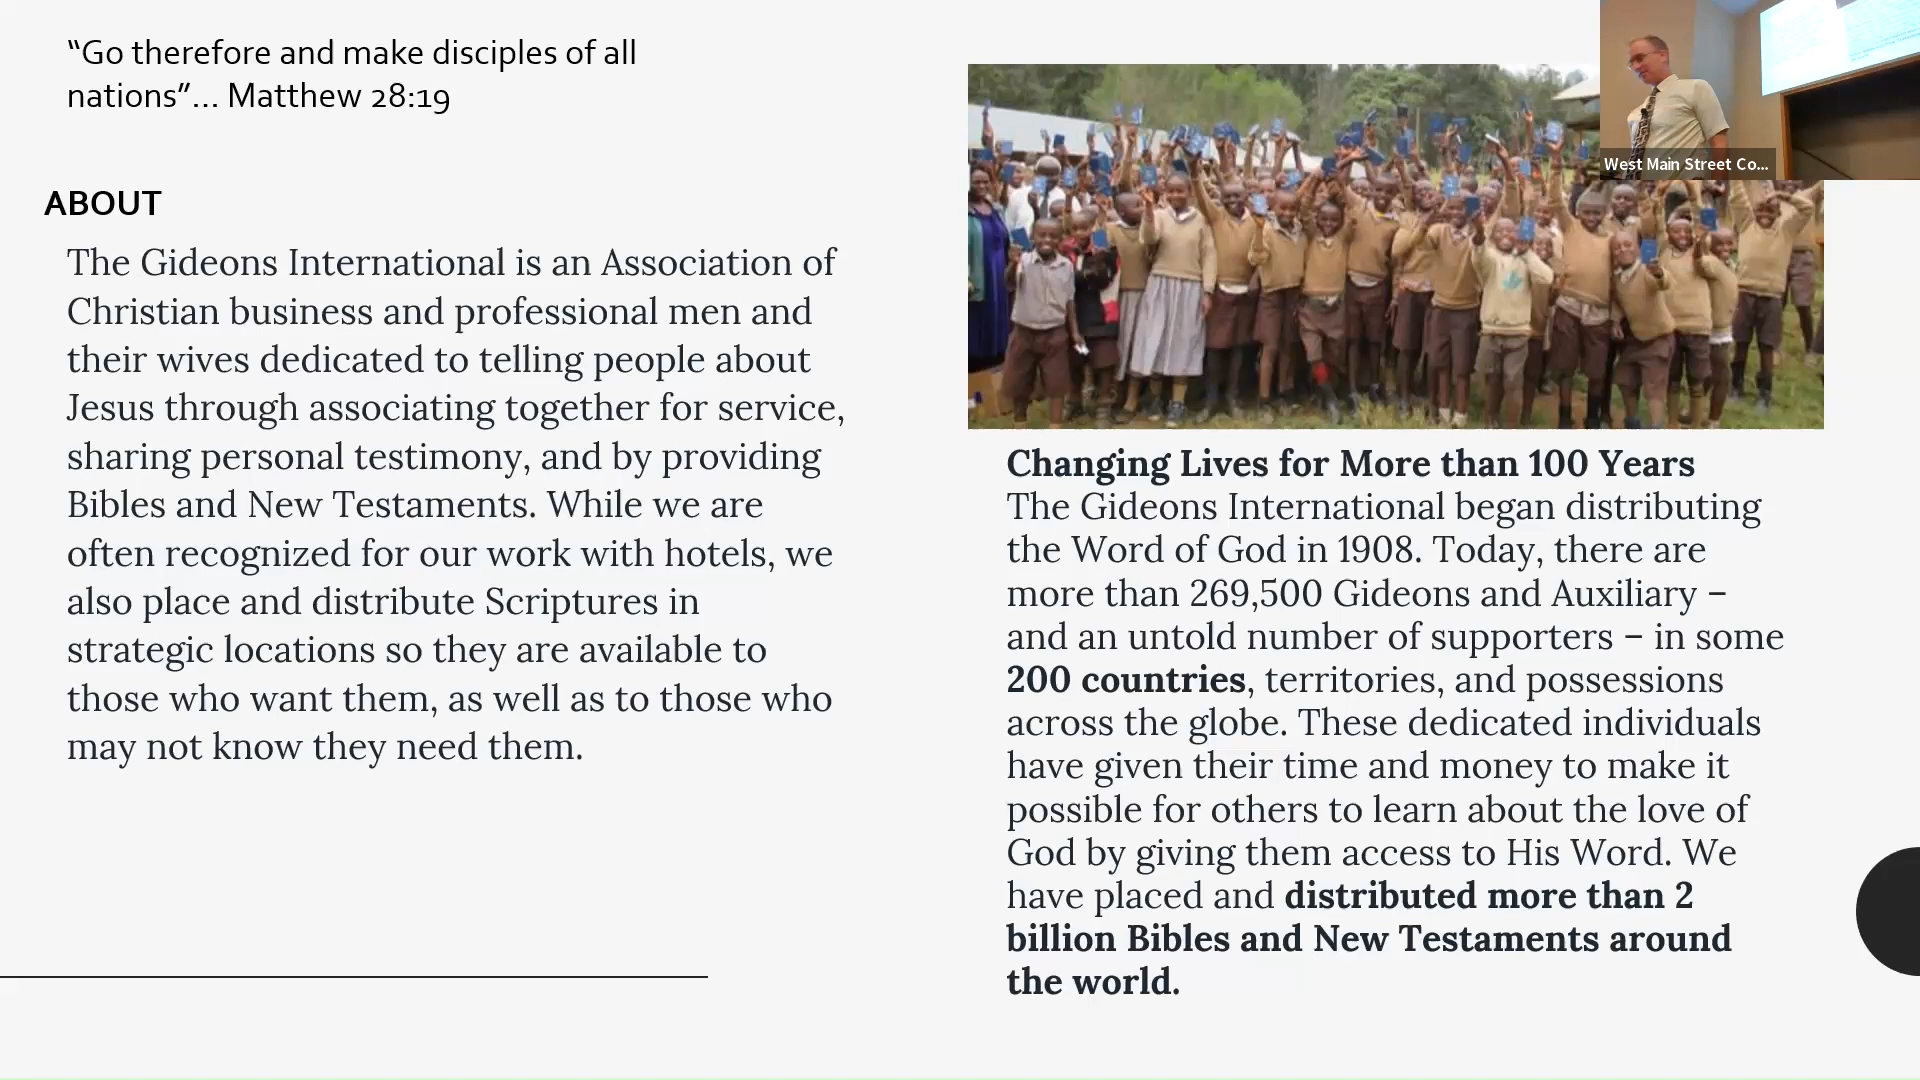 “Go therefore and make disciples of all
nations”... Matthew 28:19
ABOUT
The Gideons International is an Association of
Christian business and professional men and
their wives dedicated to telling people about
Jesus through associating together for service,
sharing personal testimony, and by providing
Bibles and New Testaments. While we are
often recognized for our work with hotels, we
also place and distribute Scriptures in
strategic locations so they are available to
those who want them, as well as to those who
may not know they need them.
West Main Street Co...
Changing Lives for More than 100 Years
The Gideons International began distributing
the Word of God in 1908. Today, there are
more than 269,500 Gideons and Auxiliary –
and an untold number of supporters – in some
200 countries, territories, and possessions
across the globe. These dedicated individuals
have given their time and money to make it
possible for others to learn about the love of
God by giving them access to His Word. We
have placed and distributed more than 2
billion Bibles and New Testaments around
the world.